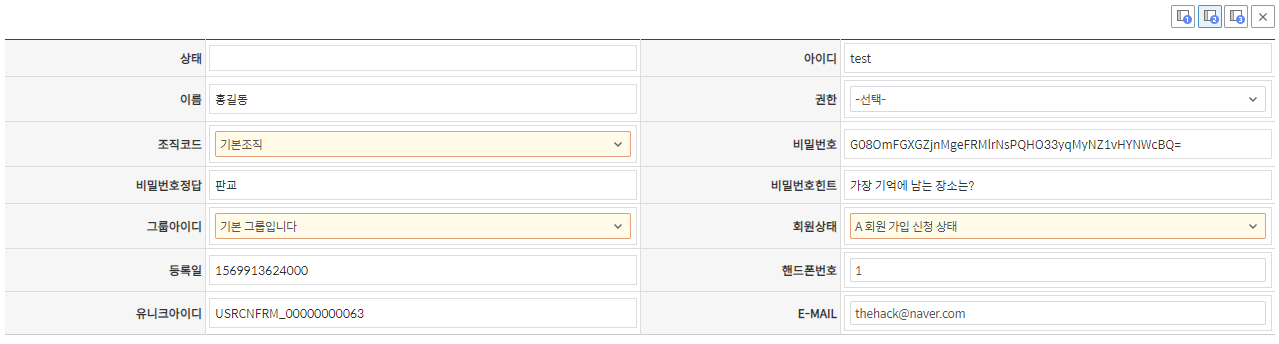 1 2 3
상태 아이디 test
이름 홍길동 권한 -선택-
조직코드 기본조직 비밀번호 G08OmFGXGZjnMgeFRMlrNsPQHO33yqMyNZ1vHYNWcBQ=
비밀번호정답 판교 비밀번호힌트 가장 기억에 남는 장소는?
그룹아이디 기본 그룹입니다 회원상태 A 회원 가입 신청 상태
등록일 1569913624000 핸드폰번호 1
유니크아이디 USRCNFRM_00000000063 E-MAIL thehack@naver.com